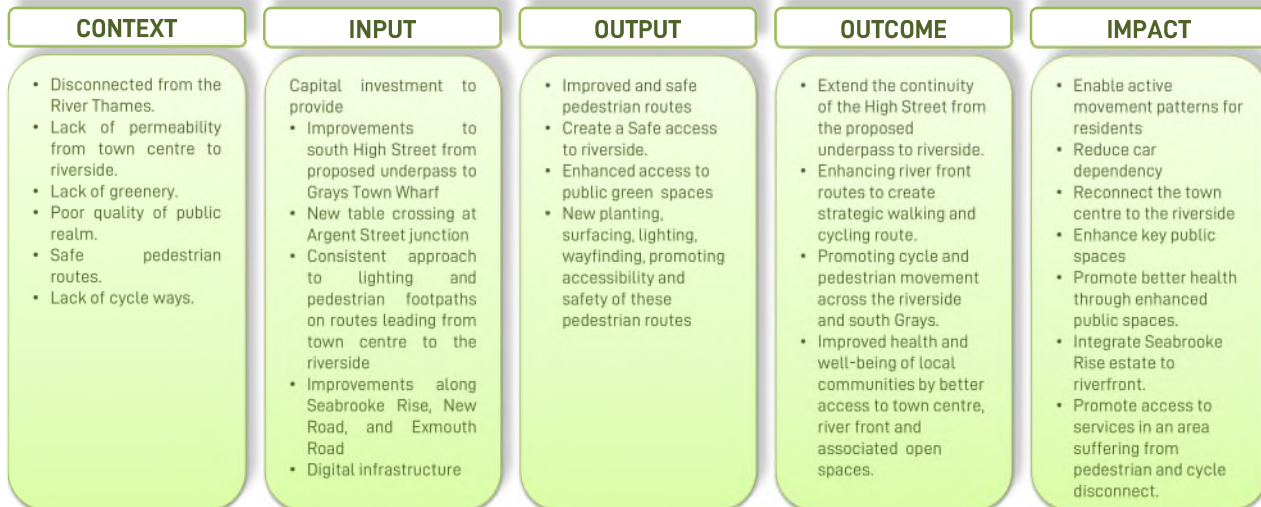 CONTEXT
• Disconnected from the
River Thames.
• Lack of permeability
from town centre to
riverside.
• Lack of greenery.
• Poor quality of public
realm.
• Safe pedestrian
routes.
• Lack of cycle ways.
INPUT
Capital investment to
provide
• Improvements to
south High Street from
proposed underpass to
Grays Town Wharf
• New table crossing at
Argent Street junction
• Consistent approach
to lighting and
pedestrian footpaths
on routes leading from
town centre to the
riverside
• Improvements along
Seabrooke Rise, New
Road, and Exmouth
Road
• Digital infrastructure
OUTPUT
• Improved and safe
pedestrian routes
• Create a Safe access
to riverside.
• Enhanced access to
public green spaces
• New planting,
surfacing, lighting,
wayfinding, promoting
accessibility and
safety of these
pedestrian routes
OUTCOME
• Extend the continuity
of the High Street from
the proposed
underpass to riverside.
• Enhancing river front
routes to create
strategic walking and
cycling route.
• Promoting cycle and
pedestrian movement
across the riverside
and south Grays.
• Improved health and
well-being of local
communities by better
access to town centre,
river front and
associated open
spaces.
IMPACT
• Enable active
movement patterns for
residents
• Reduce car
dependency
• Reconnect the town
centre to the riverside
• Enhance key public
spaces
• Promote better health
through enhanced
public spaces.
• Integrate Seabrooke
Rise estate to
riverfront.
• Promote access to
services in an area
suffering from
pedestrian and cycle
disconnect.